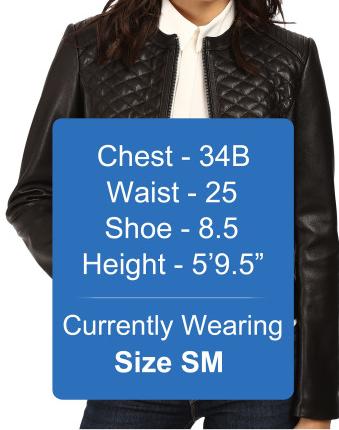 Chest - 34B
Waist - 25
Shoe - 8.5
Height - 5’9.5”
Currently Wearing
Size SM